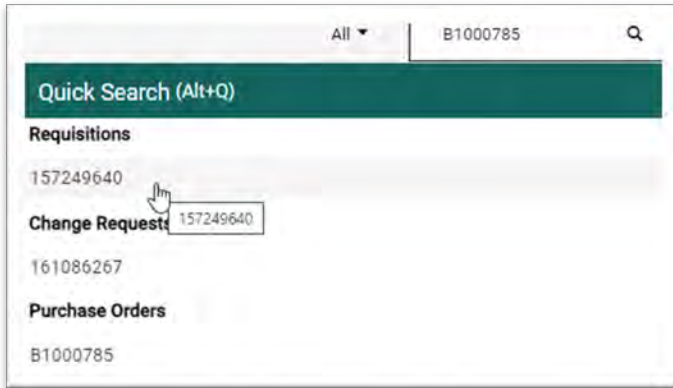 All B1000785
Quick Search (Alt+Q)
Requisitions
157249640
157249640
Change Requests
161086267
Purchase Orders
B1000785